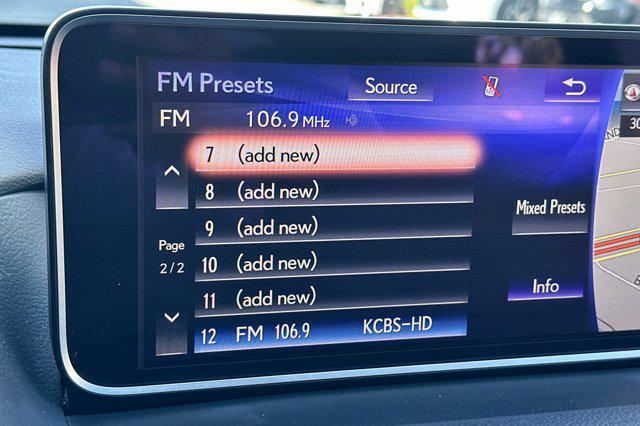 FM Presets
Source
FM 106.9 MHz
7 (add new)
8 (add new)
9 (add new)
Page
2/2
10 (add new)
11 (add new)
12 FM 106.9 KCBS-HD
Mixed Presets
Info
30